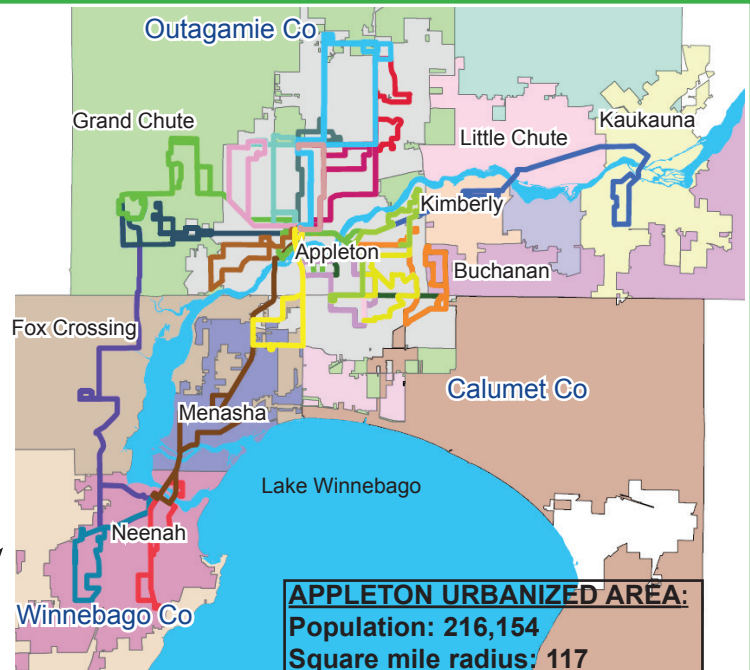 Outagamie Co
Grand Chute
Kaukauna
Little Chute
Kimberly
Appleton
Buchanan
Fox Crossing
Calumet Co
Menasha
Lake Winnebago
Neenah
Winnebago Co
APPLETON URBANIZED AREA:
Population: 216,154
Square mile radius: 117